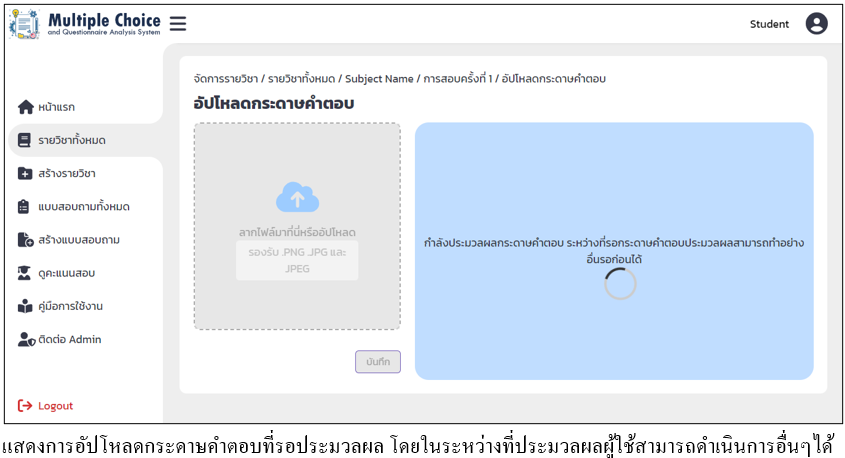 Multiple Choice
and Questionnaire Analysis System
Student
จัดการรายวิชา / รายวิชาทั้งหมด / Subject Name / การสอบครั้งที่ 1 / อัปโหลดกระดาษคำตอบ
อัปโหลดกระดาษคำตอบ
หน้าแรก
รายวิชาทั้งหมด
สร้างรายวิชา
แบบสอบถามทั้งหมด
สร้างแบบสอบถาม
ดูคะแนนสอบ
คู่มือการใช้งาน
ติดต่อ Admin
Logout
ลากไฟล์มาที่นี่หรืออัปโหลด
รองรับ .PNG .JPG และ
.JPEG
บันทึก
กำลังประมวลผลกระดาษคำตอบ ระหว่างที่รอกระดาษคำตอบประมวลผลสามารถทำอย่าง
อื่นรอก่อนได้
แสดงการอัปโหลดกระดาษคำตอบที่รอประมวลผล โดยในระหว่างที่ประมวลผลผู้ใช้สามารถดำเนินการอื่นๆได้